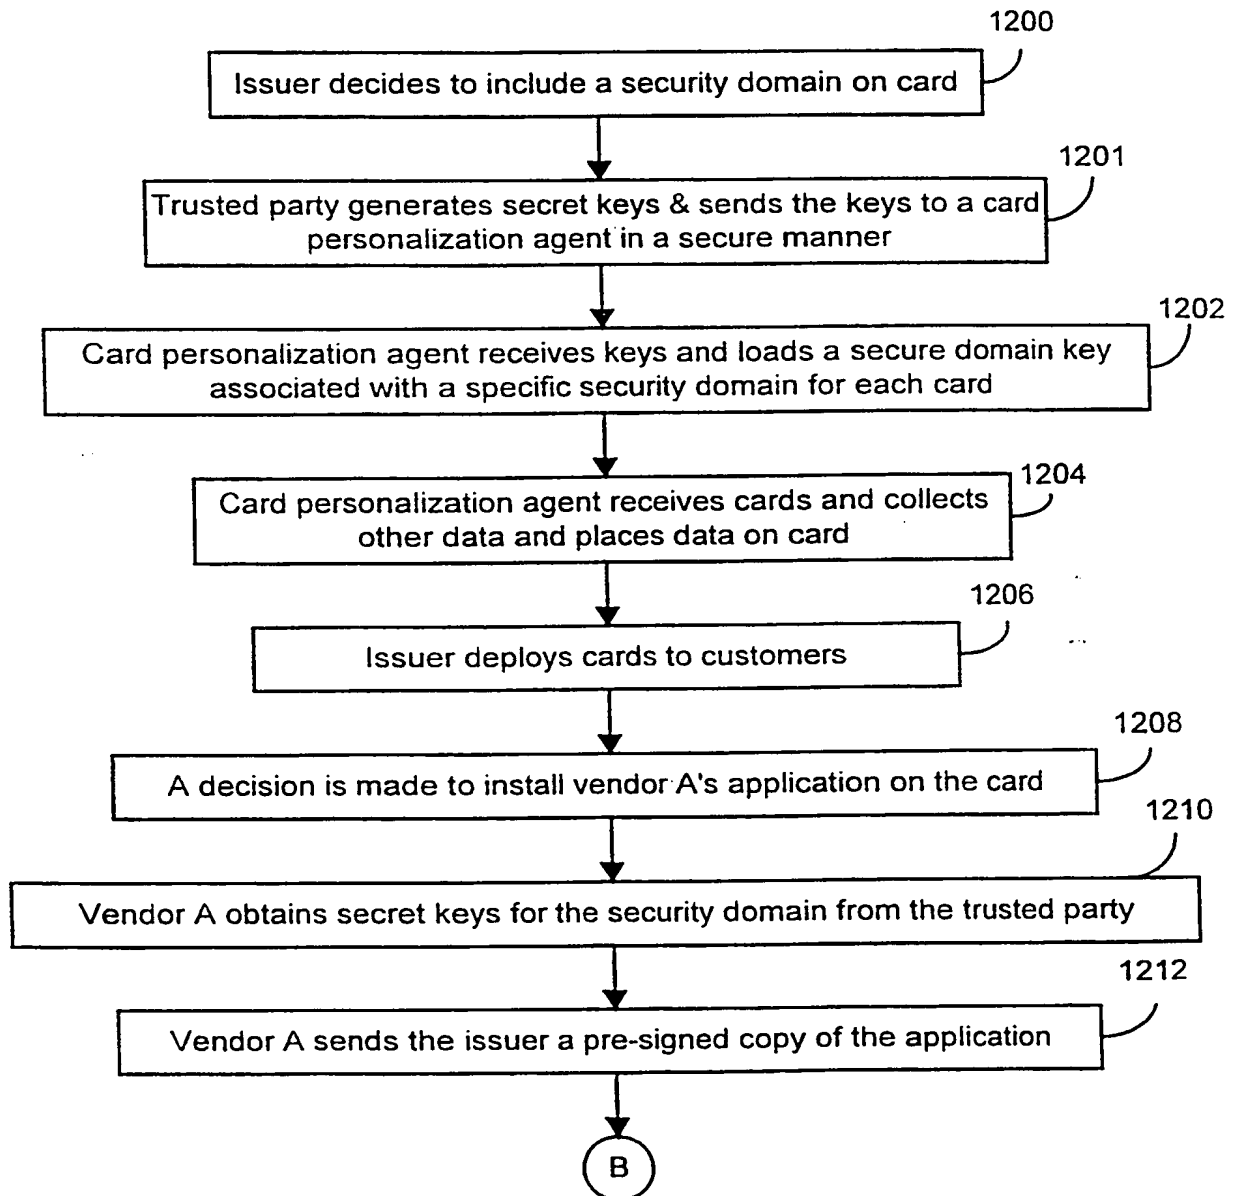 1200
Issuer decides to include a security domain on card
1201
Trusted party generates secret keys & sends the keys to a card
personalization agent in a secure manner
1202
Card personalization agent receives keys and loads a secure domain key
associated with a specific security domain for each card
1204
Card personalization agent receives cards and collects
other data and places data on card
1206
Issuer deploys cards to customers
1208
A decision is made to install vendor A's application on the card
1210
Vendor A obtains secret keys for the security domain from the trusted party
1212
Vendor A sends the issuer a pre-signed copy of the application
B